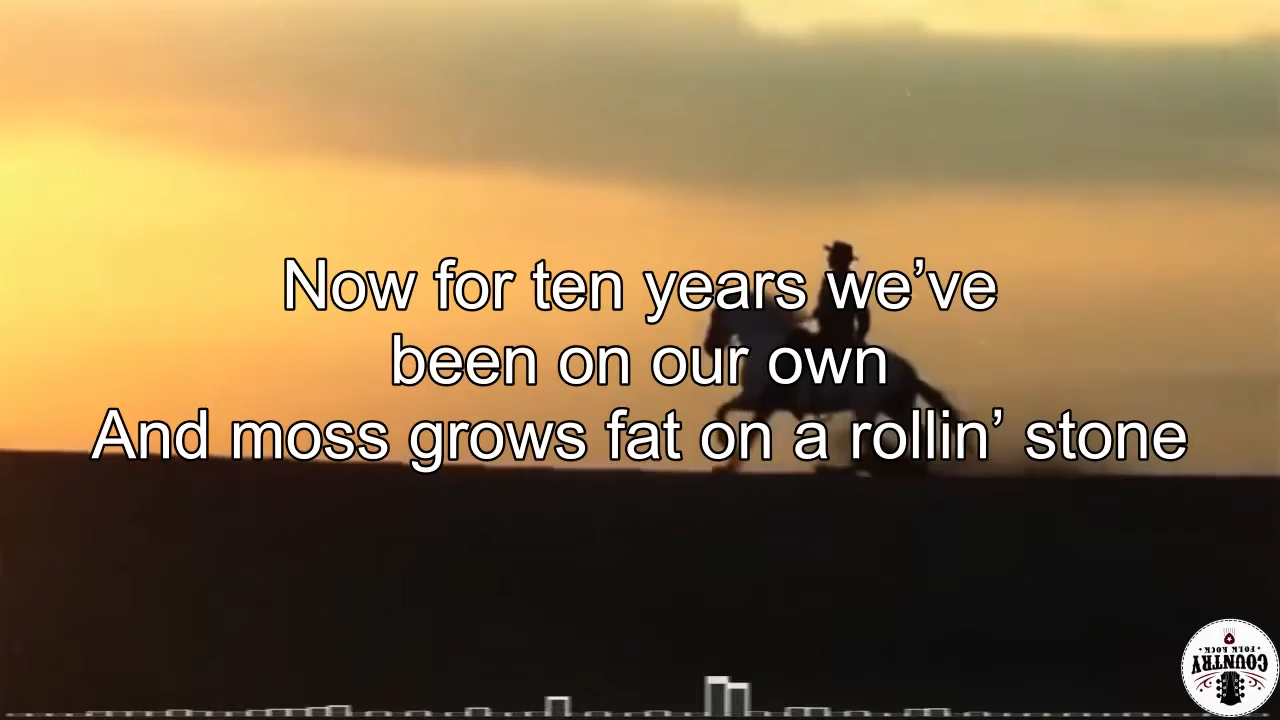 Now for ten years we’ve
been on our own
And moss grows fat on a rollin’ stone
COUNTRY
• FOLK ROCK •